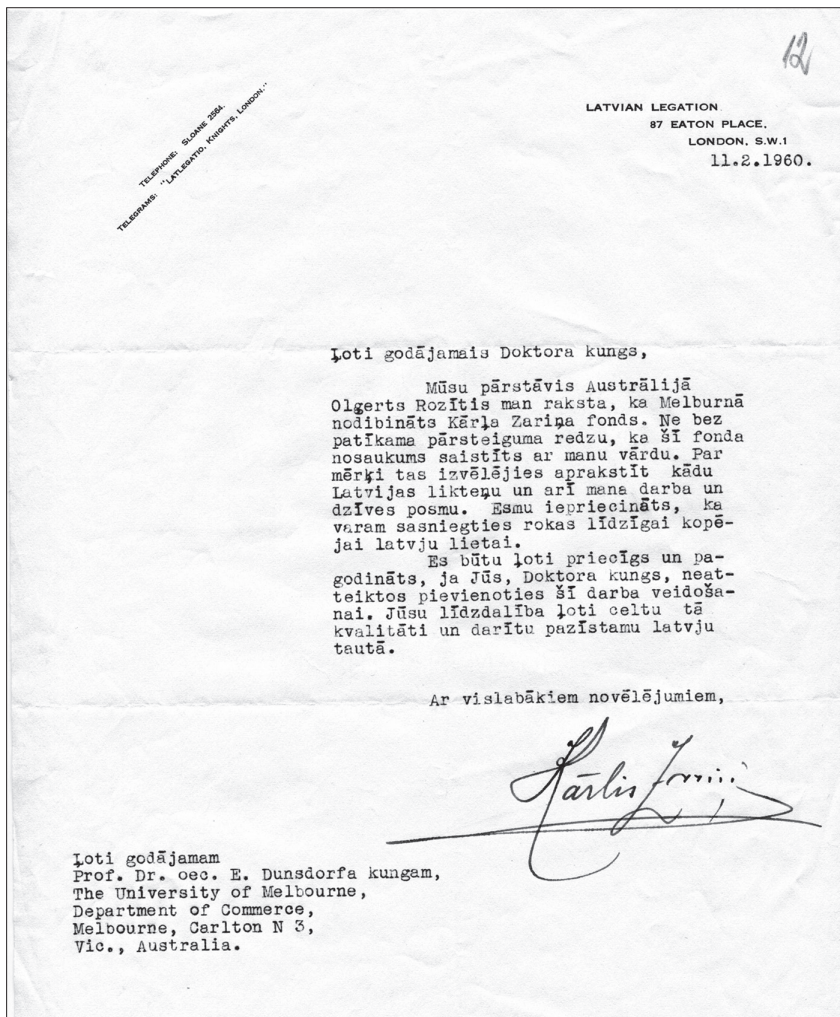 12
TELEPHONE: SLOANE 2564.
TELEGRAMS: "LATLEGATIO, KNIGHTS, LONDON."
LATVIAN LEGATION
87 EATON PLACE,
LONDON, S.W.1
11.2.1960.
Ļoti godājamais Doktora kungs,
Mūsu pārstāvis Austrālijā
Olgerts Rozītis man raksta, ka Melburnā
nodibināts Kārļa Zariņa fonds. Ne bez
patīkama pārsteiguma redzu, ka šī fonda
nosaukums saistīts ar manu vārdu. Par
mērķi tas izvēlējies aprakstīt kādu
Latvijas likteņu un arī mana darba un
dzīves posmu. Esmu iepriecināts, ka
varam sasniegties rokas līdzīgai kopē-
jai latvju lietai.
Es būtu ļoti priecīgs un pa-
godināts, ja Jūs, Doktora kungs, neat-
teiktos pievienoties šī darba veidoša-
nai. Jūsu līdzdalība ļoti celtu tā
kvalitāti un darītu pazīstamu latvju
tautā.
Ar vislabākiem novēlējumiem,
Kārlis Zariņš
Ļoti godājamam
Prof. Dr. oec. E. Dunsdorfa kungam,
The University of Melbourne,
Department of Commerce,
Melbourne, Carlton N 3,
Vic., Australia.